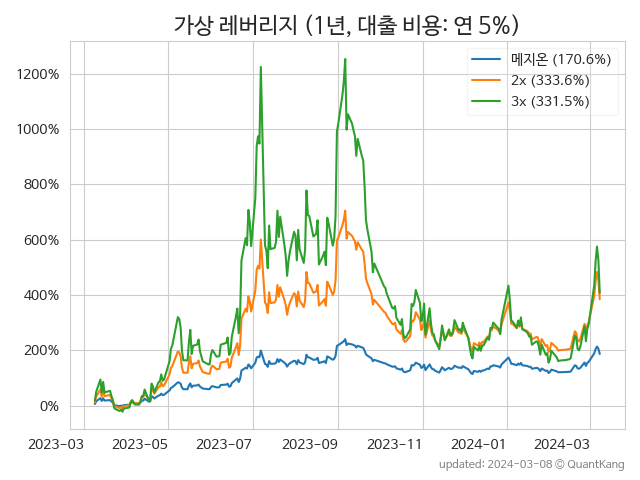 가상 레버리지 (1년, 대출 비용: 연 5%)
메지온 (170.6%)
2x (333.6%)
3x (331.5%)
1200%
1000%
800%
600%
400%
200%
0%
2023-03 2023-05 2023-07 2023-09 2023-11 2024-01 2024-03
updated: 2024-03-08 © QuantKang